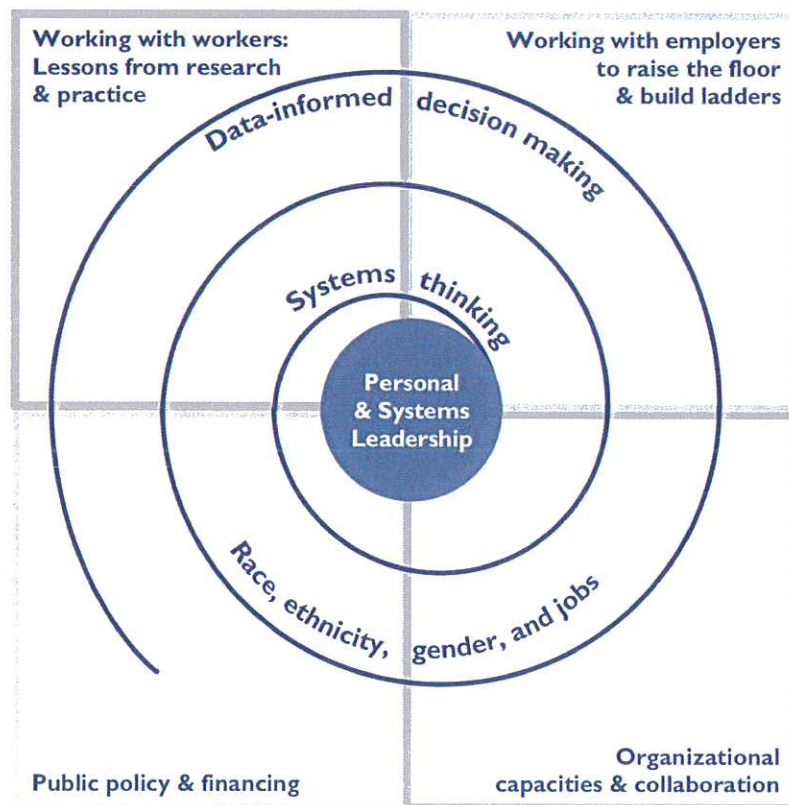 Working with workers:
Lessons from research
& practice
Working with employers
to raise the floor
& build ladders
Data-informed decision making
Systems thinking
Personal
& Systems
Leadership
Race, ethnicity, gender, and jobs
Public policy & financing
Organizational
capacities & collaboration